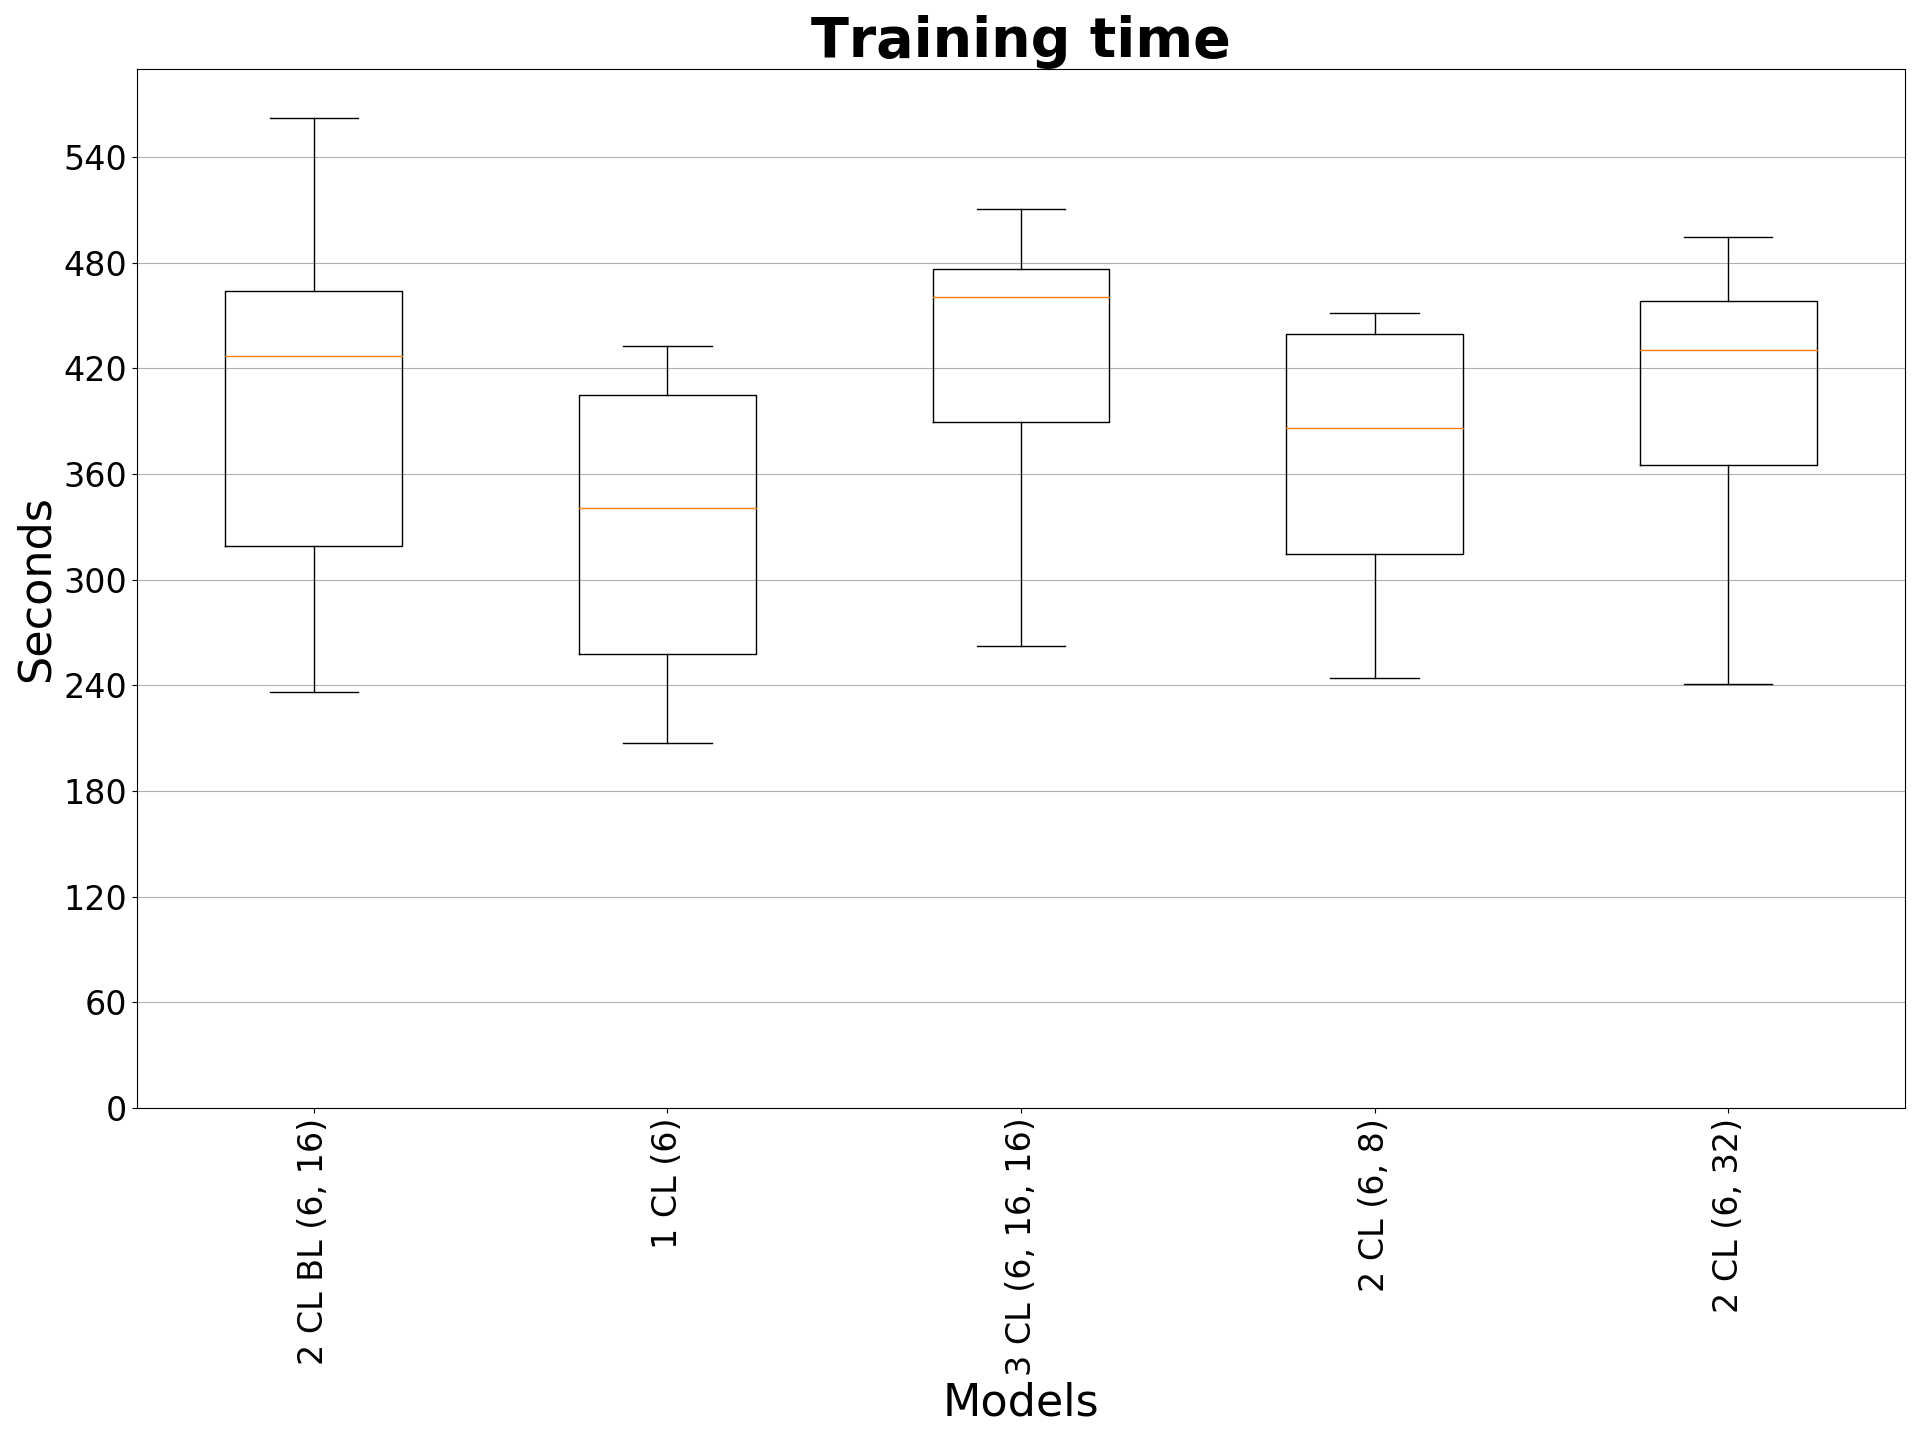 Training time
Seconds
540
480
420
360
300
240
180
120
60
0
2 CL BL (6, 16)
1 CL (6)
3 CL (6, 16, 16)
2 CL (6, 8)
2 CL (6, 32)
Models